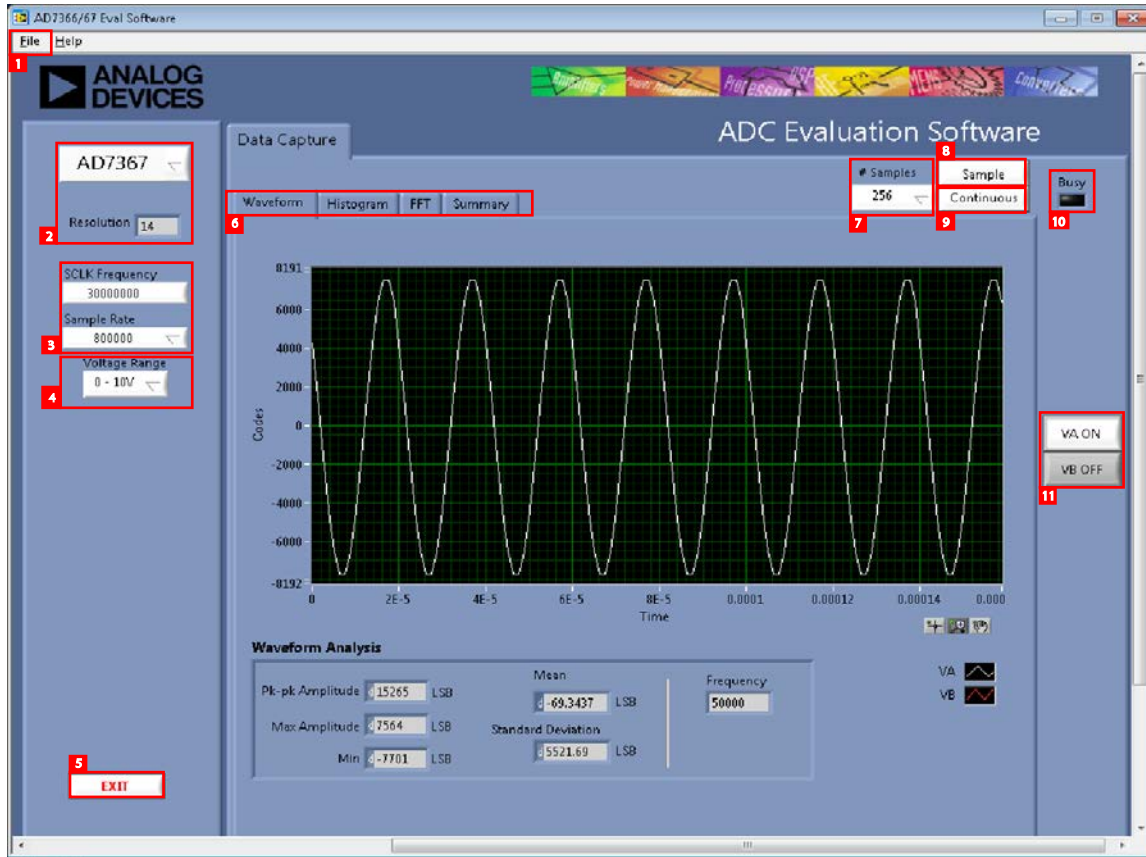 AD7366/67 Eval Software
File Help
1
ANALOG
DEVICES
ADC Evaluation Software
Data Capture
AD7367
Resolution 14
2
SCLK Frequency
30000000
Sample Rate
800000
3
Voltage Range
0 - 10V
4
5
EXIT
Waveform Histogram FFT Summary
6
# Samples
256
7
8
Sample
Continuous
9
Busy
10
8191
6000
4000
2000
0
-2000
-4000
-6000
-8192
Codes
0 2E-5 4E-5 6E-5 8E-5 0.0001 0.00012 0.00014 0.000
Time
VA ON
VB OFF
11
VA
VB
Waveform Analysis
Pk-pk Amplitude 15265 LSB
Max Amplitude 7564 LSB
Min -7701 LSB
Mean
-69.3437 LSB
Standard Deviation
5521.69 LSB
Frequency
50000